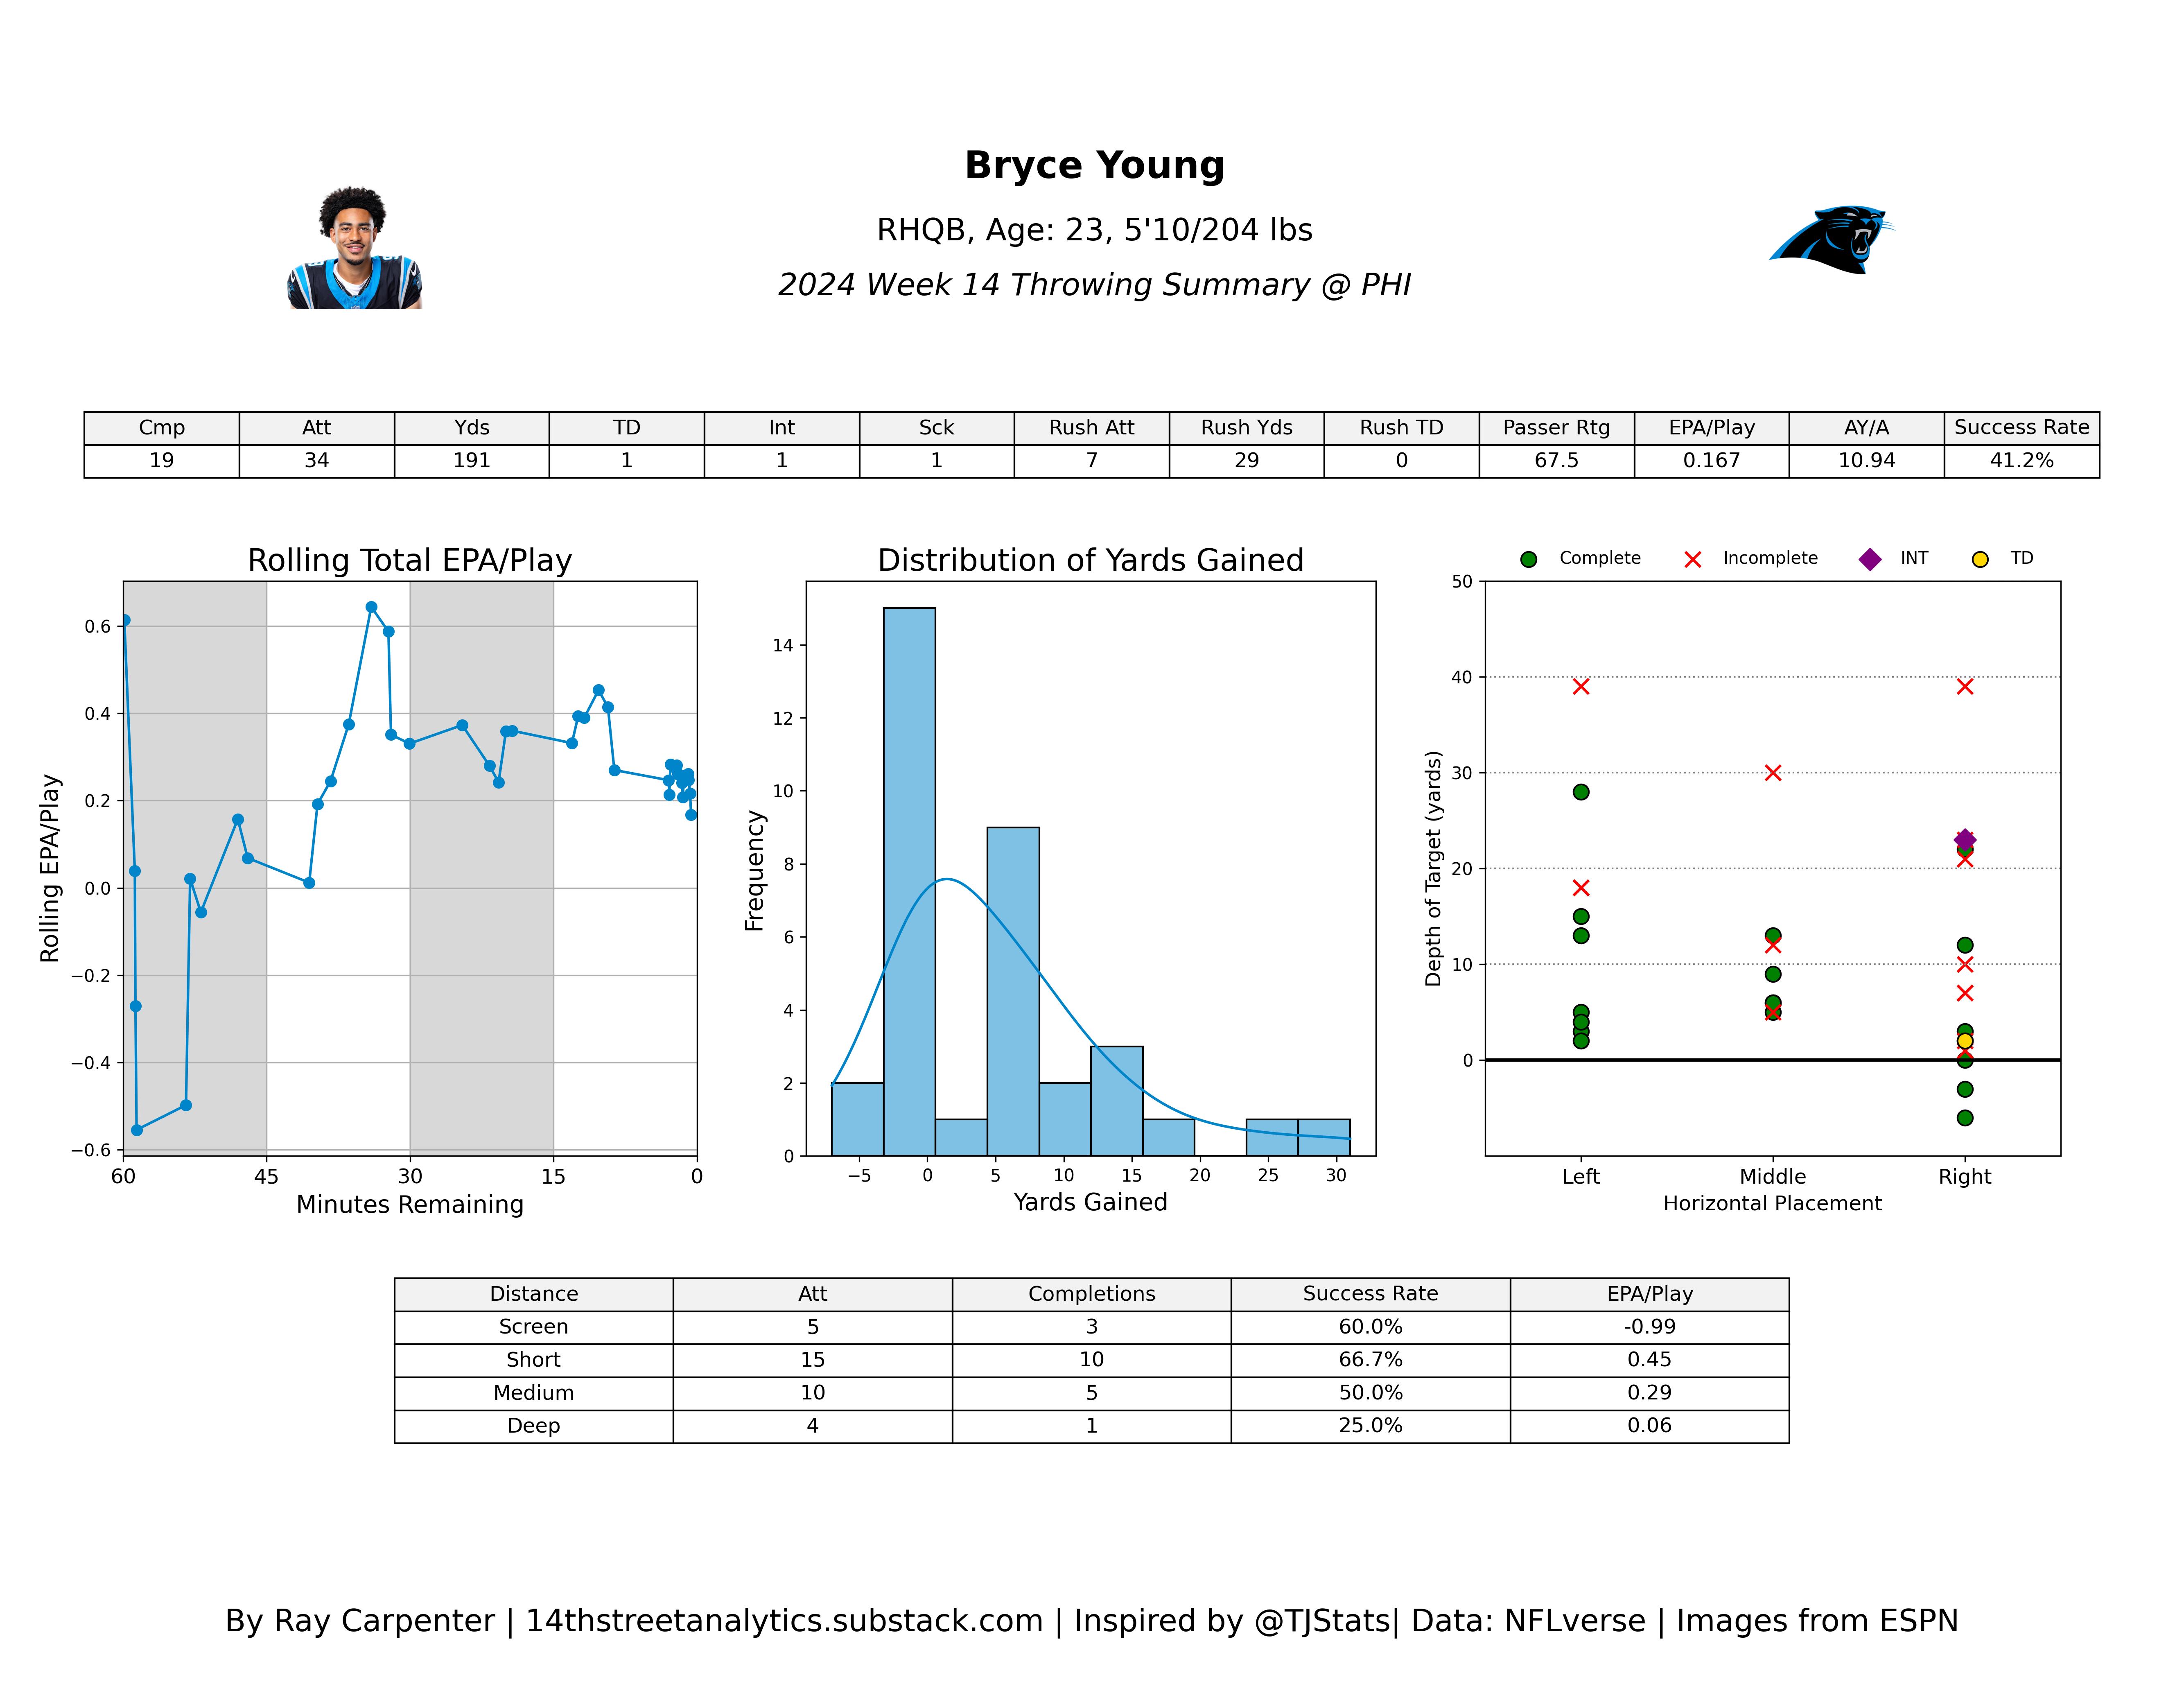 Bryce Young
RHQB, Age: 23, 5'10/204 lbs
2024 Week 14 Throwing Summary @ PHI
Cmp Att Yds TD Int Sck Rush Att Rush Yds Rush TD Passer Rtg EPA/Play AY/A Success Rate
19 34 191 1 1 1 7 29 0 67.5 0.167 10.94 41.2%
Rolling Total EPA/Play
0.6
0.4
0.2
0.0
−0.2
−0.4
−0.6
Rolling EPA/Play
60 45 30 15 0
Minutes Remaining
Distribution of Yards Gained
14
12
10
8
6
4
2
0
Frequency
−5 0 5 10 15 20 25 30
Yards Gained
Complete Incomplete INT TD
50
40
30
20
10
0
Depth of Target (yards)
Left Middle Right
Horizontal Placement
Distance Att Completions Success Rate EPA/Play
Screen 5 3 60.0% -0.99
Short 15 10 66.7% 0.45
Medium 10 5 50.0% 0.29
Deep 4 1 25.0% 0.06
By Ray Carpenter | 14thstreetanalytics.substack.com | Inspired by @TJStats| Data: NFLverse | Images from ESPN